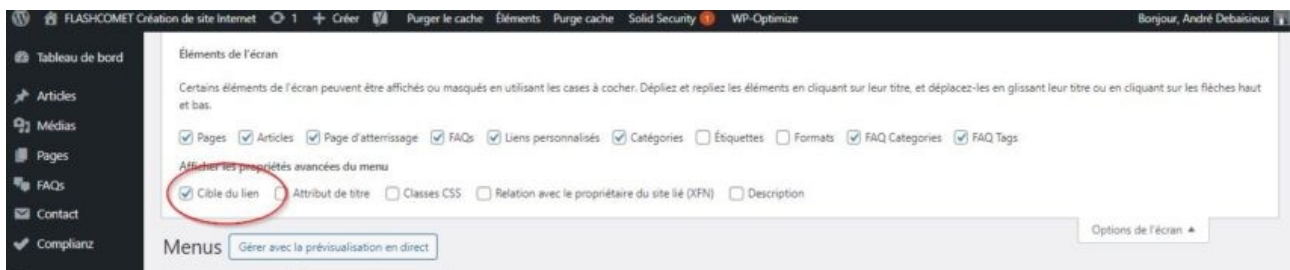 FLASHCOMET Création de site Internet 1 + Créer Purger le cache Éléments Purge cache Solid Security 1 WP-Optimize Bonjour, André Debaisieux
Tableau de bord
Articles
Médias
Pages
FAQs
Contact
Complianz
Éléments de l'écran
Certains éléments de l'écran peuvent être affichés ou masqués en utilisant les cases à cocher. Dépliez et repliez les éléments en cliquant sur leur titre, et déplacez-les en glissant leur titre ou en cliquant sur les flèches haut
et bas.
Pages Articles Page d'atterrissage FAQs Liens personnalisés Catégories Étiquettes Formats FAQ Categories FAQ Tags
Afficher les propriétés avancées du menu
Cible du lien Attribut de titre Classes CSS Relation avec le propriétaire du site lié (XFN) Description
Options de l'écran ▲
Menus Gérer avec la prévisualisation en direct